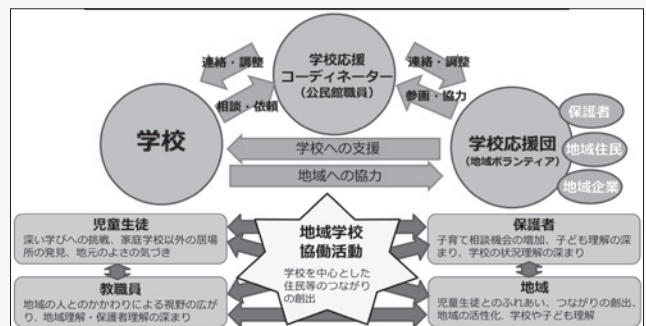 学校応援
コーディネーター
(公民館職員)
連絡・調整
相談・依頼
連絡・調整
参画・協力
学校
学校への支援
地域への協力
学校応援団
(地域ボランティア)
保護者
地域住民
地域企業
児童生徒
深い学びへの挑戦、家庭学校以外の居場
所の発見、地元のよさの気づき
教職員
地域の人とのかかわりによる視野の広が
り、地域理解・保護者理解の深まり
地域学校
協働活動
学校を中心とした
住民等のつながり
の創出
保護者
子育て相談機会の増加、子ども理解の深
まり、学校の状況理解の深まり
地域
児童生徒とのふれあい、つながりの創出、
地域の活性化、学校や子ども理解